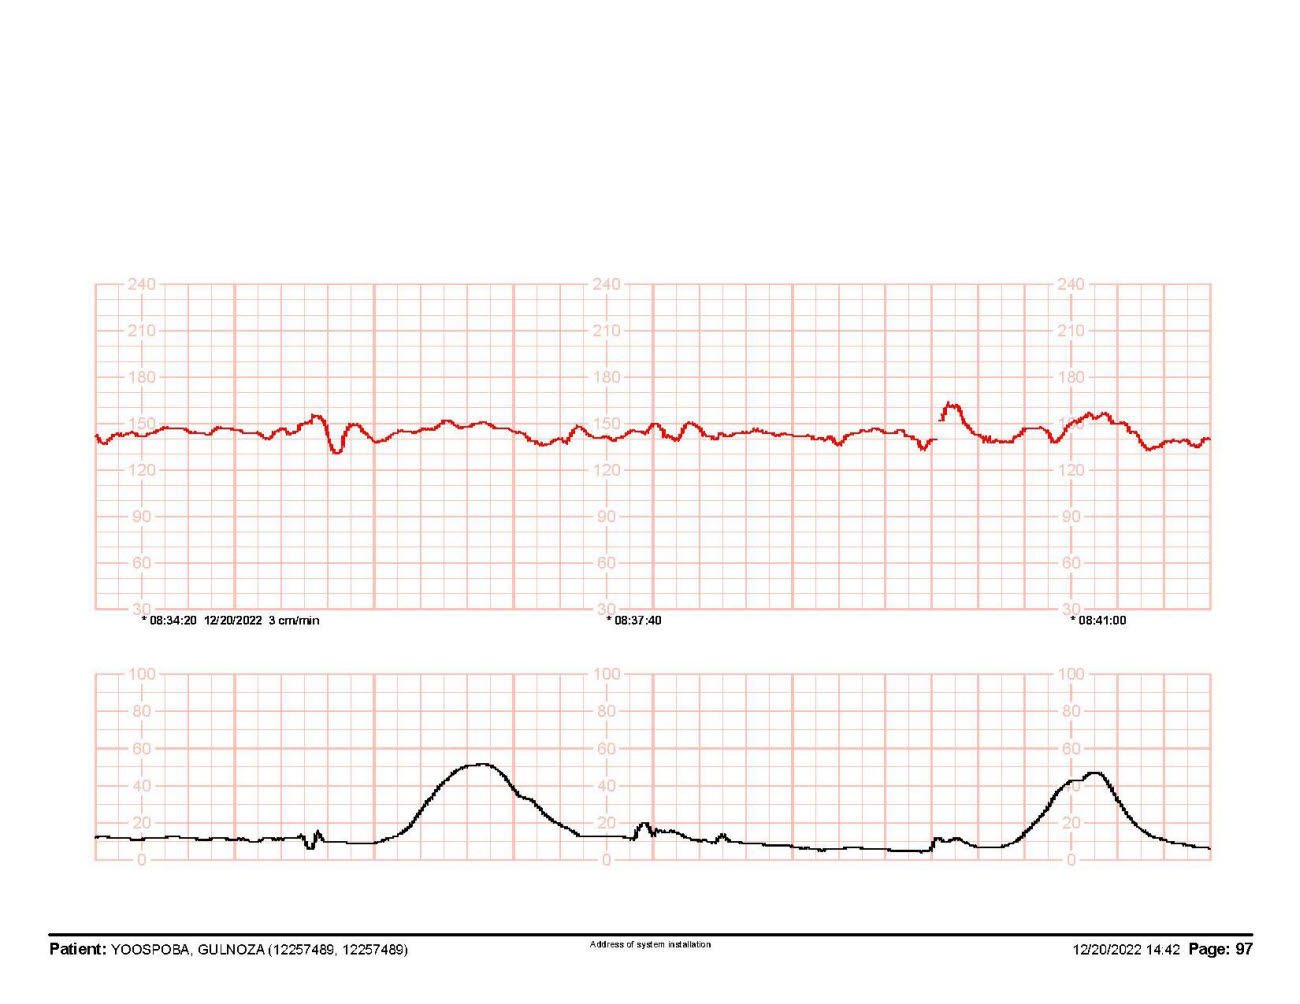 240 240 240
210 210 210
180 180 180
150 150 150
120 120 120
90 90 90
60 60 60
30 30 30
* 08:34:20 12/20/2022 3 cm/min * 08:37:40 * 08:41:00
100 100 100
80 80 80
60 60 60
40 40 40
20 20 20
0 0 0
Patient: YOOSPOBA, GULNOZA (12257489, 12257489) Address of system installation 12/20/2022 14:42 Page: 97